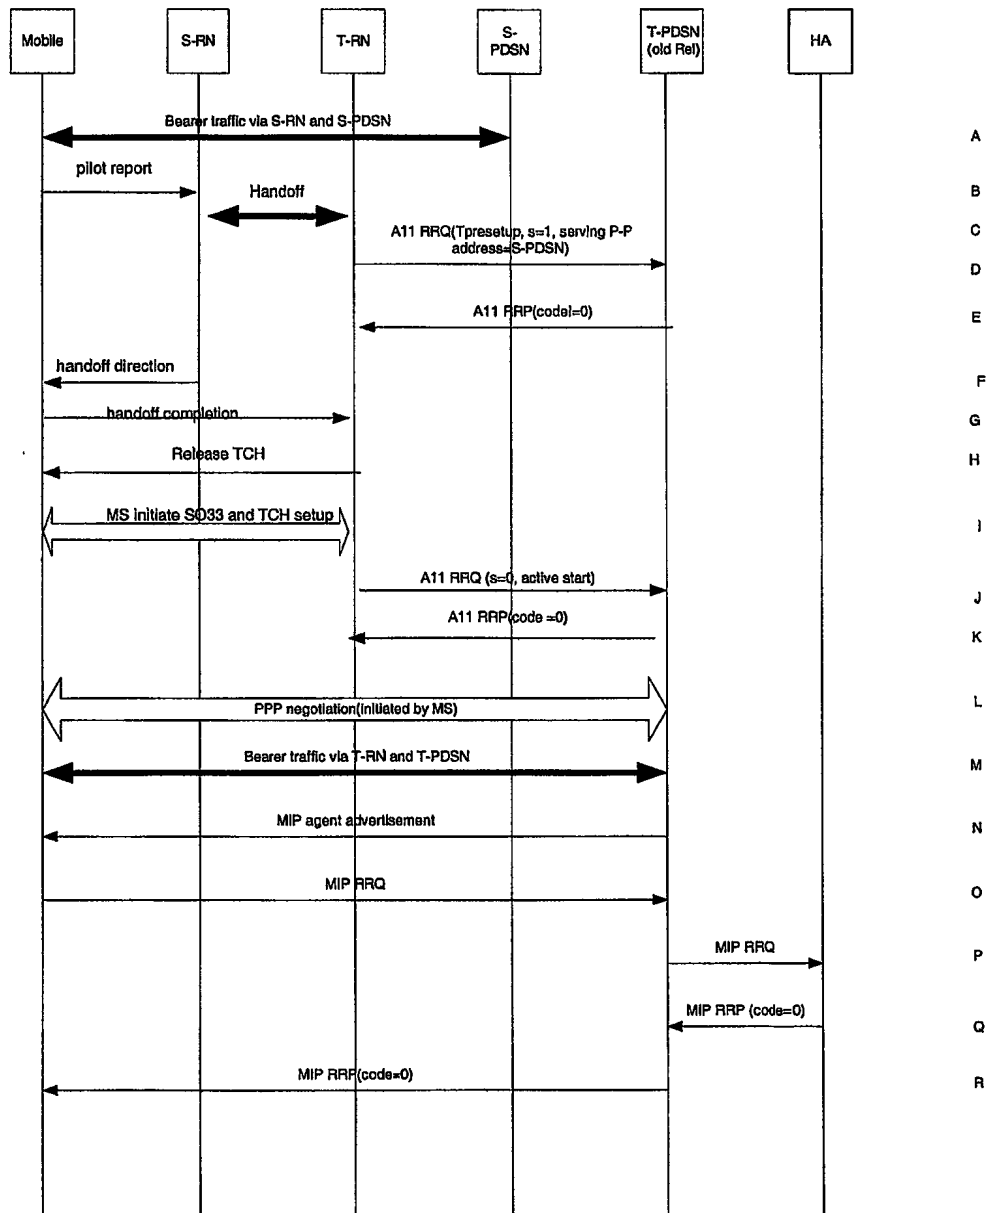 Mobile
S-RN
T-RN
S-
PDSN
T-PDSN
(old Rel)
HA
Bearer traffic via S-RN and S-PDSN
A
pilot report
B
Handoff
C
A11 RRQ(Tpresetup, s=1, serving P-P
address=S-PDSN)
D
A11 RRP(code!=0)
E
handoff direction
F
handoff completion
G
Release TCH
H
MS initiate SO33 and TCH setup
I
A11 RRQ (s=0, active start)
J
A11 RRP(code =0)
K
PPP negotiation(initiated by MS)
L
Bearer traffic via T-RN and T-PDSN
M
MIP agent advertisement
N
MIP RRQ
O
MIP RRQ
P
MIP RRP (code=0)
Q
MIP RRP(code=0)
R